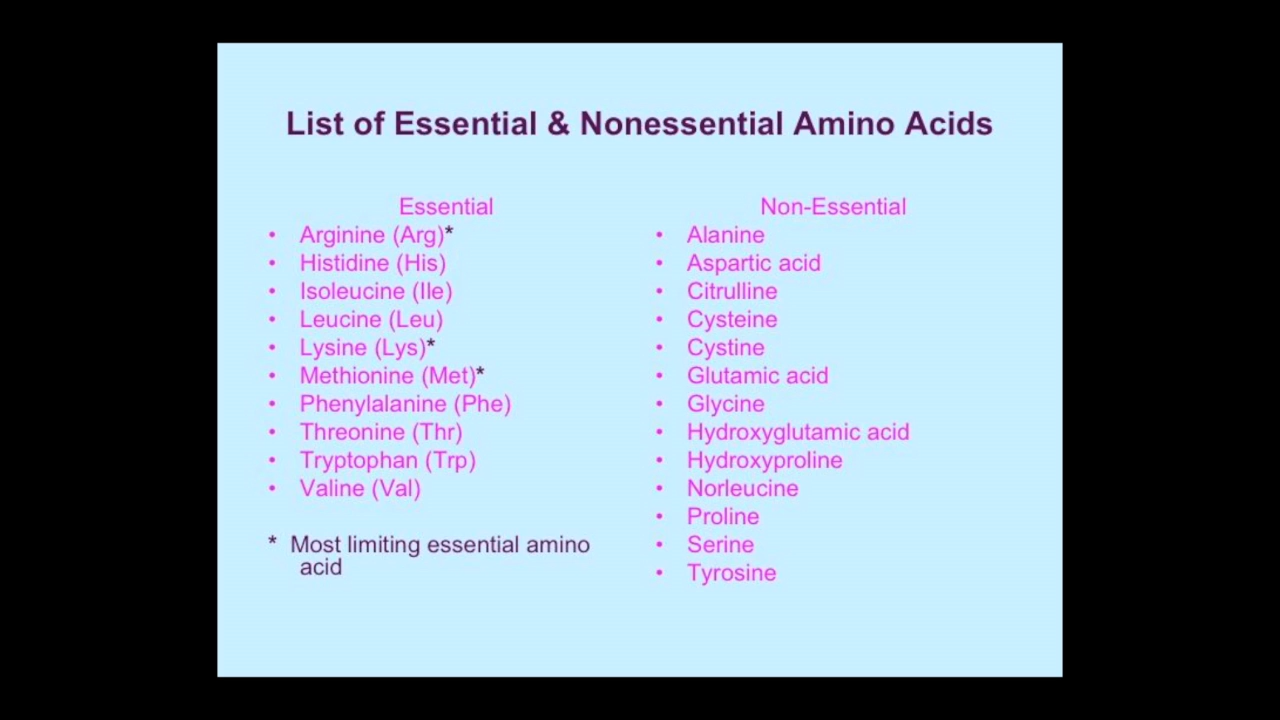 List of Essential & Nonessential Amino Acids
Essential
• Arginine (Arg)*
• Histidine (His)
• Isoleucine (Ile)
• Leucine (Leu)
• Lysine (Lys)*
• Methionine (Met)*
• Phenylalanine (Phe)
• Threonine (Thr)
• Tryptophan (Trp)
• Valine (Val)
* Most limiting essential amino
acid
Non-Essential
• Alanine
• Aspartic acid
• Citrulline
• Cysteine
• Cystine
• Glutamic acid
• Glycine
• Hydroxyglutamic acid
• Hydroxyproline
• Norleucine
• Proline
• Serine
• Tyrosine